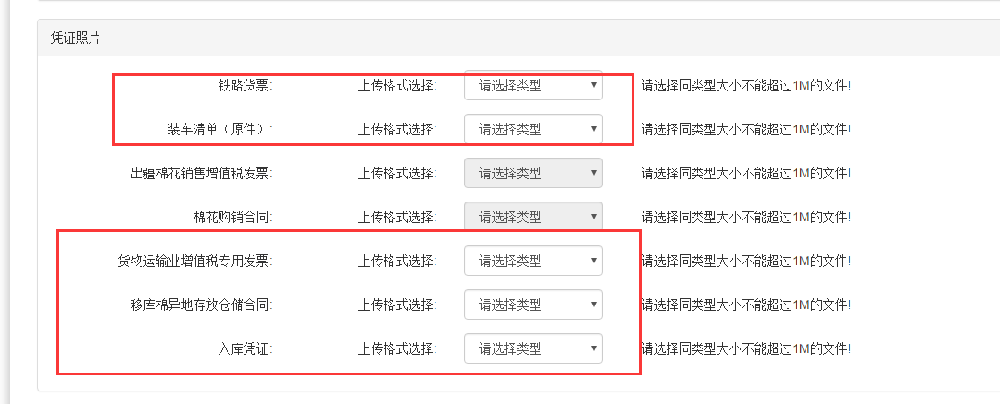 凭证照片
铁路货票: 上传格式选择: 请选择类型 请选择同类型大小不能超过1M的文件!
装车清单（原件）: 上传格式选择: 请选择类型 请选择同类型大小不能超过1M的文件!
出疆棉花销售增值税发票: 上传格式选择: 请选择类型 请选择同类型大小不能超过1M的文件!
棉花购销合同: 上传格式选择: 请选择类型 请选择同类型大小不能超过1M的文件!
货物运输业增值税专用发票: 上传格式选择: 请选择类型 请选择同类型大小不能超过1M的文件!
移库棉异地存放仓储合同: 上传格式选择: 请选择类型 请选择同类型大小不能超过1M的文件!
入库凭证: 上传格式选择: 请选择类型 请选择同类型大小不能超过1M的文件!